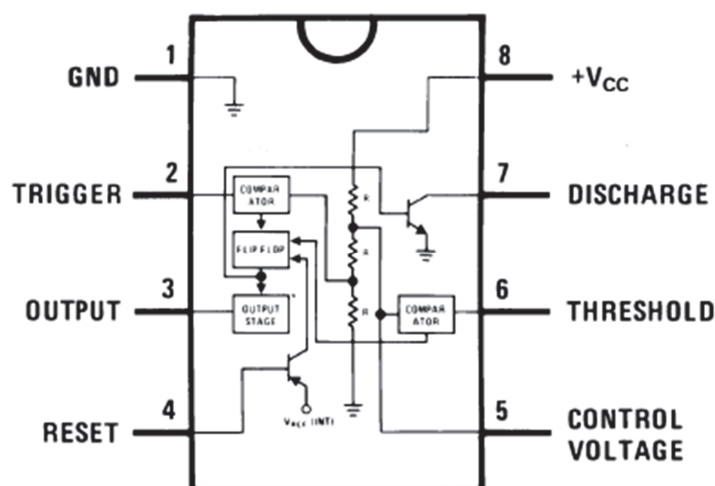 1
GND
8
+VCC
2
TRIGGER
COMPAR
ATOR
R
7
DISCHARGE
FLIP FLOP
R
3
OUTPUT
OUTPUT
STAGE
R
COMPAR
ATOR
6
THRESHOLD
4
RESET
VREF (INT)
5
CONTROL
VOLTAGE